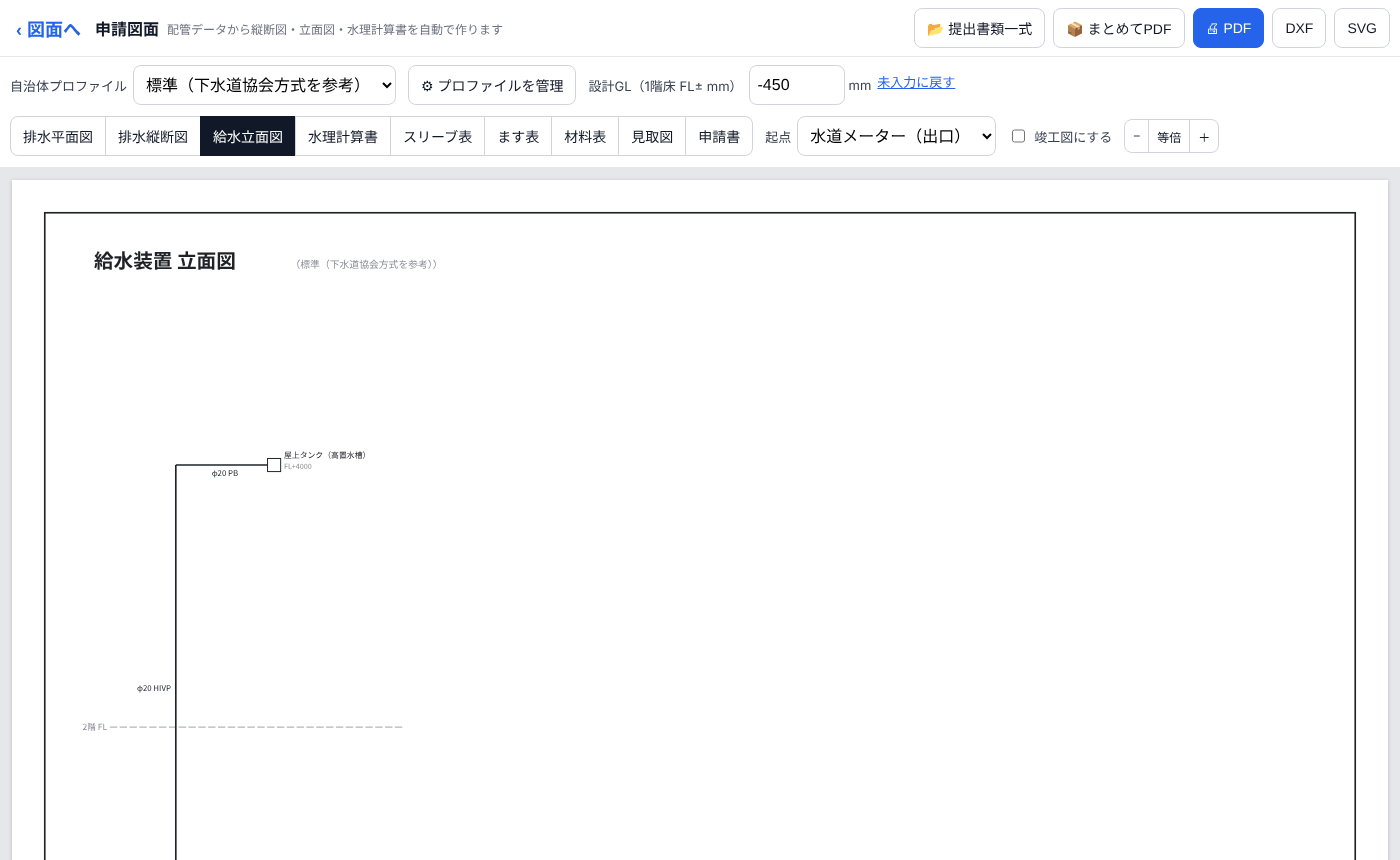 ‹ 図面へ 申請図面 配管データから縦断図・立面図・水理計算書を自動で作ります 📂 提出書類一式 📦 まとめてPDF 🖨 PDF DXF SVG
自治体プロファイル 標準（下水道協会方式を参考） ⚙ プロファイルを管理 設計GL（1階床 FL± mm） -450 mm 未入力に戻す
排水平面図 排水縦断図 給水立面図 水理計算書 スリーブ表 ます表 材料表 見取図 申請書 起点 水道メーター（出口） 竣工図にする － 等倍 ＋
給水装置 立面図 （標準（下水道協会方式を参考））
屋上タンク（高置水槽）
FL+4000
φ20 PB
φ20 HIVP
2階 FL